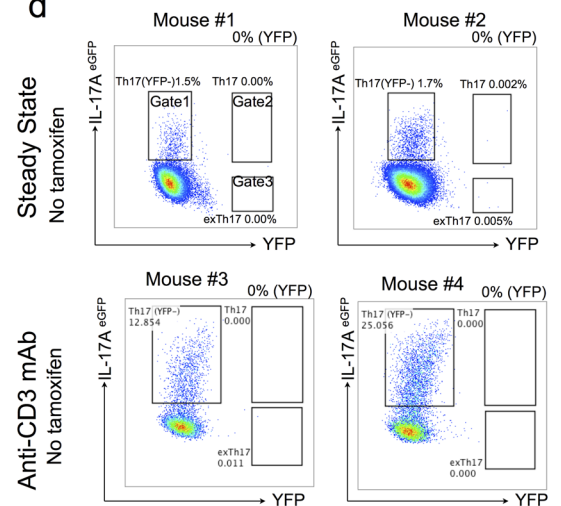 d
Mouse #1
Mouse #2
0% (YFP)
0% (YFP)
Steady State
No tamoxifen
IL-17A eGFP
Th17(YFP-)1.5%
Th17 0.00%
Gate1
Gate2
Gate3
exTh17 0.00%
YFP
IL-17A eGFP
Th17(YFP-) 1.7%
Th17 0.002%
exTh17 0.005%
YFP
Mouse #3
Mouse #4
0% (YFP)
0% (YFP)
Anti-CD3 mAb
No tamoxifen
IL-17A eGFP
Th17 (YFP-)
12.854
Th17
0.000
exTh17
0.011
YFP
IL-17A eGFP
Th17 (YFP-)
25.056
Th17
0.000
exTh17
0.000
YFP